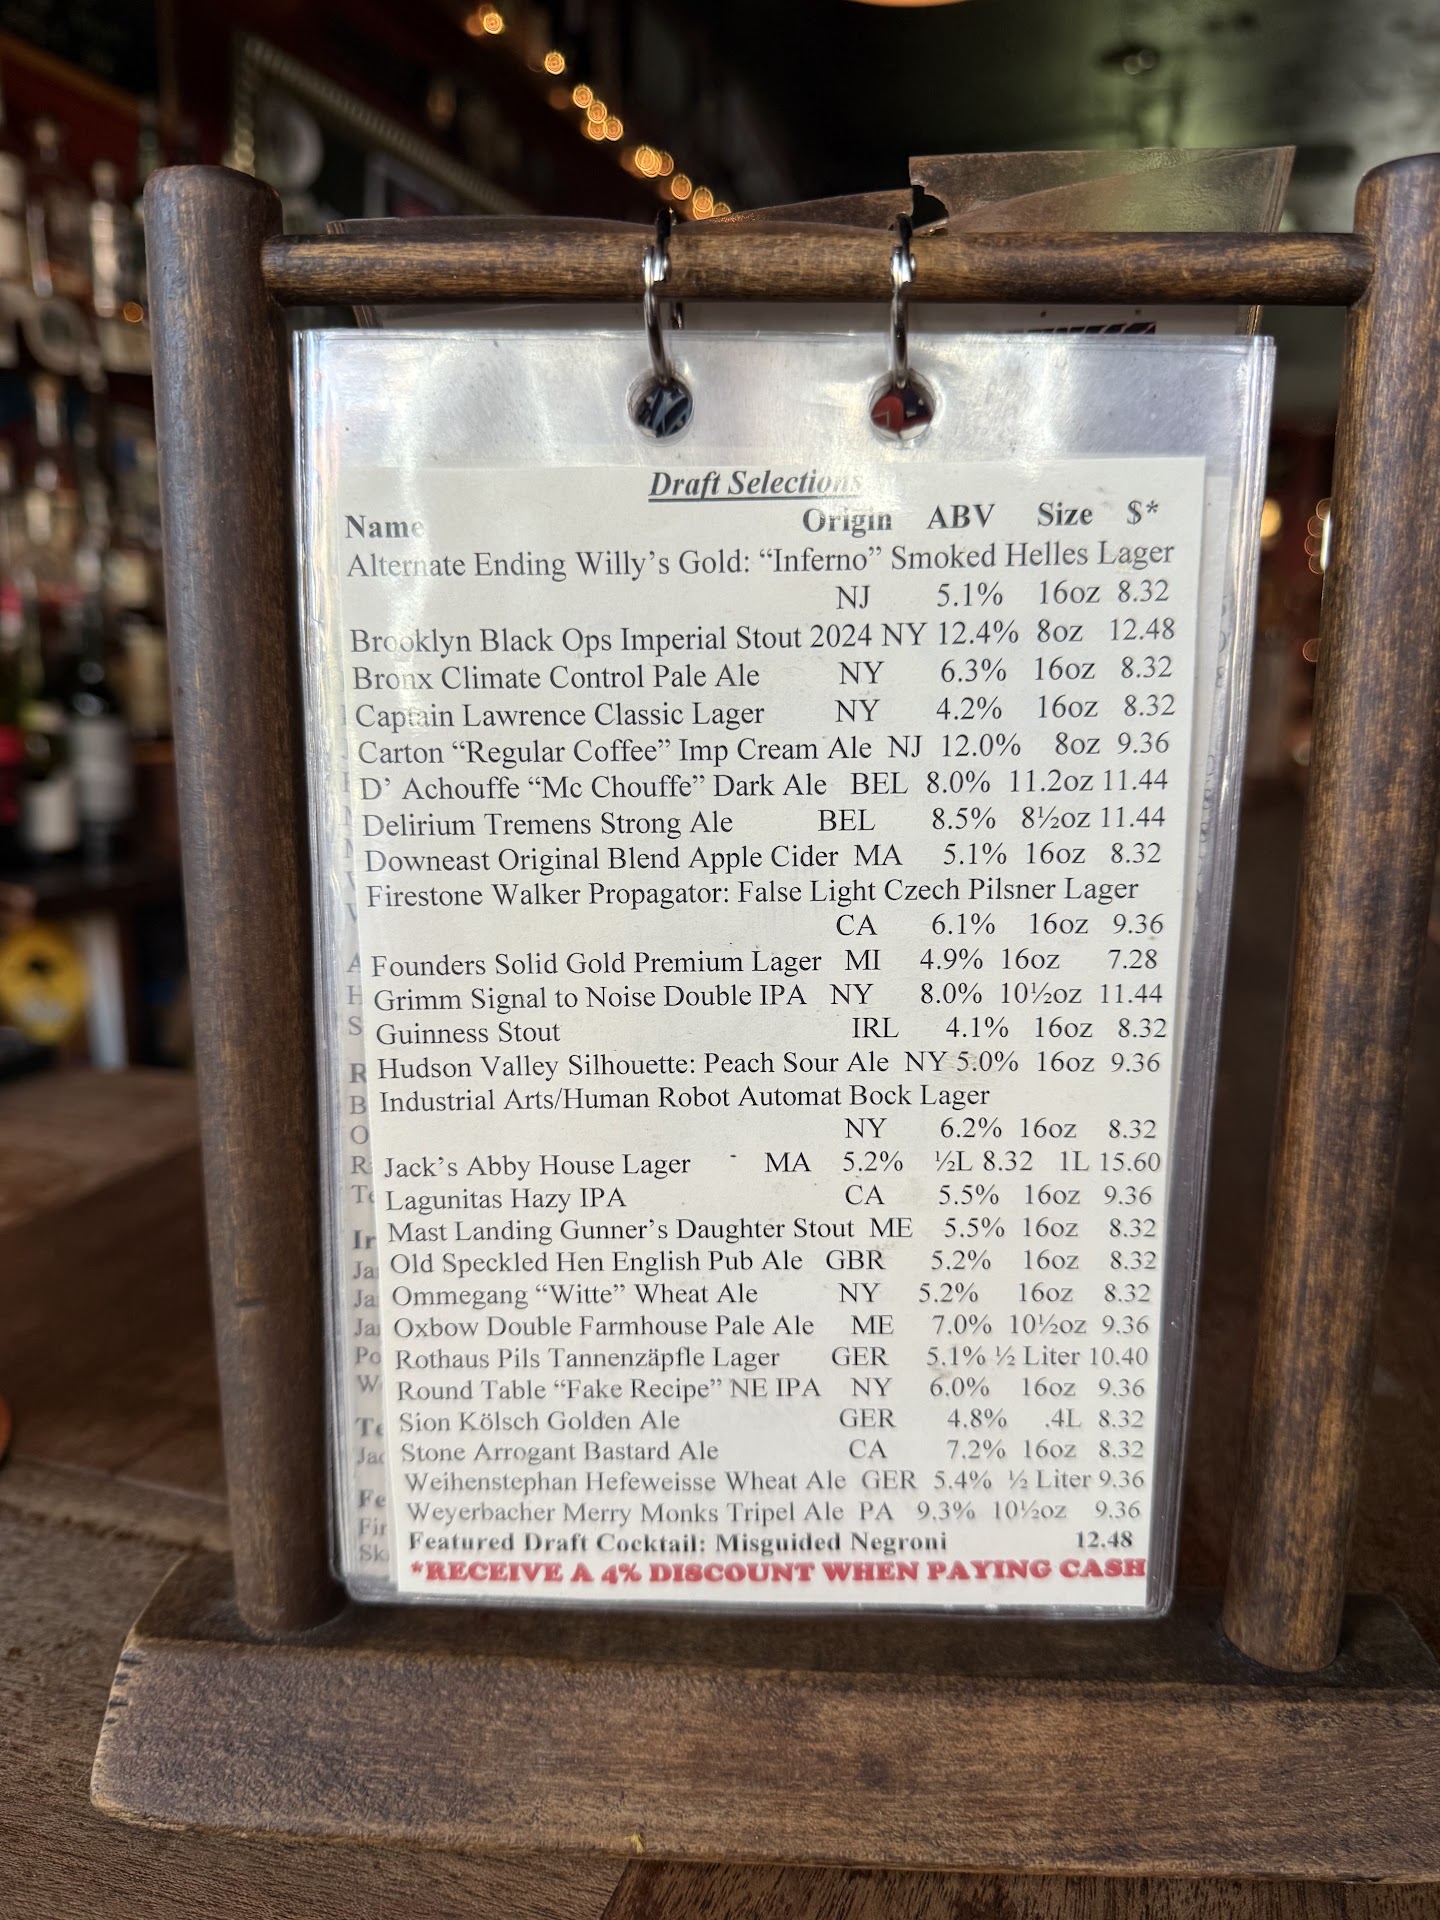 Draft Selections
Name Origin ABV Size $*
Alternate Ending Willy's Gold: “Inferno” Smoked Helles Lager
NJ 5.1% 16oz 8.32
Brooklyn Black Ops Imperial Stout 2024 NY 12.4% 8oz 12.48
Bronx Climate Control Pale Ale NY 6.3% 16oz 8.32
Captain Lawrence Classic Lager NY 4.2% 16oz 8.32
Carton “Regular Coffee” Imp Cream Ale NJ 12.0% 8oz 9.36
D’ Achouffe “Mc Chouffe” Dark Ale BEL 8.0% 11.2oz 11.44
Delirium Tremens Strong Ale BEL 8.5% 8½oz 11.44
Downeast Original Blend Apple Cider MA 5.1% 16oz 8.32
Firestone Walker Propagator: False Light Czech Pilsner Lager
CA 6.1% 16oz 9.36
Founders Solid Gold Premium Lager MI 4.9% 16oz 7.28
Grimm Signal to Noise Double IPA NY 8.0% 10½oz 11.44
Guinness Stout IRL 4.1% 16oz 8.32
Hudson Valley Silhouette: Peach Sour Ale NY 5.0% 16oz 9.36
Industrial Arts/Human Robot Automat Bock Lager
NY 6.2% 16oz 8.32
Jack’s Abby House Lager - MA 5.2% ½L 8.32 1L 15.60
Lagunitas Hazy IPA CA 5.5% 16oz 9.36
Mast Landing Gunner’s Daughter Stout ME 5.5% 16oz 8.32
Old Speckled Hen English Pub Ale GBR 5.2% 16oz 8.32
Ommegang “Witte” Wheat Ale NY 5.2% 16oz 8.32
Oxbow Double Farmhouse Pale Ale ME 7.0% 10½oz 9.36
Rothaus Pils Tannenzäpfle Lager GER 5.1% ½ Liter 10.40
Round Table “Fake Recipe” NE IPA NY 6.0% 16oz 9.36
Sion Kölsch Golden Ale GER 4.8% .4L 8.32
Stone Arrogant Bastard Ale CA 7.2% 16oz 8.32
Weihenstephan Hefeweisse Wheat Ale GER 5.4% ½ Liter 9.36
Weyerbacher Merry Monks Tripel Ale PA 9.3% 10½oz 9.36
Featured Draft Cocktail: Misguided Negroni 12.48
*RECEIVE A 4% DISCOUNT WHEN PAYING CASH